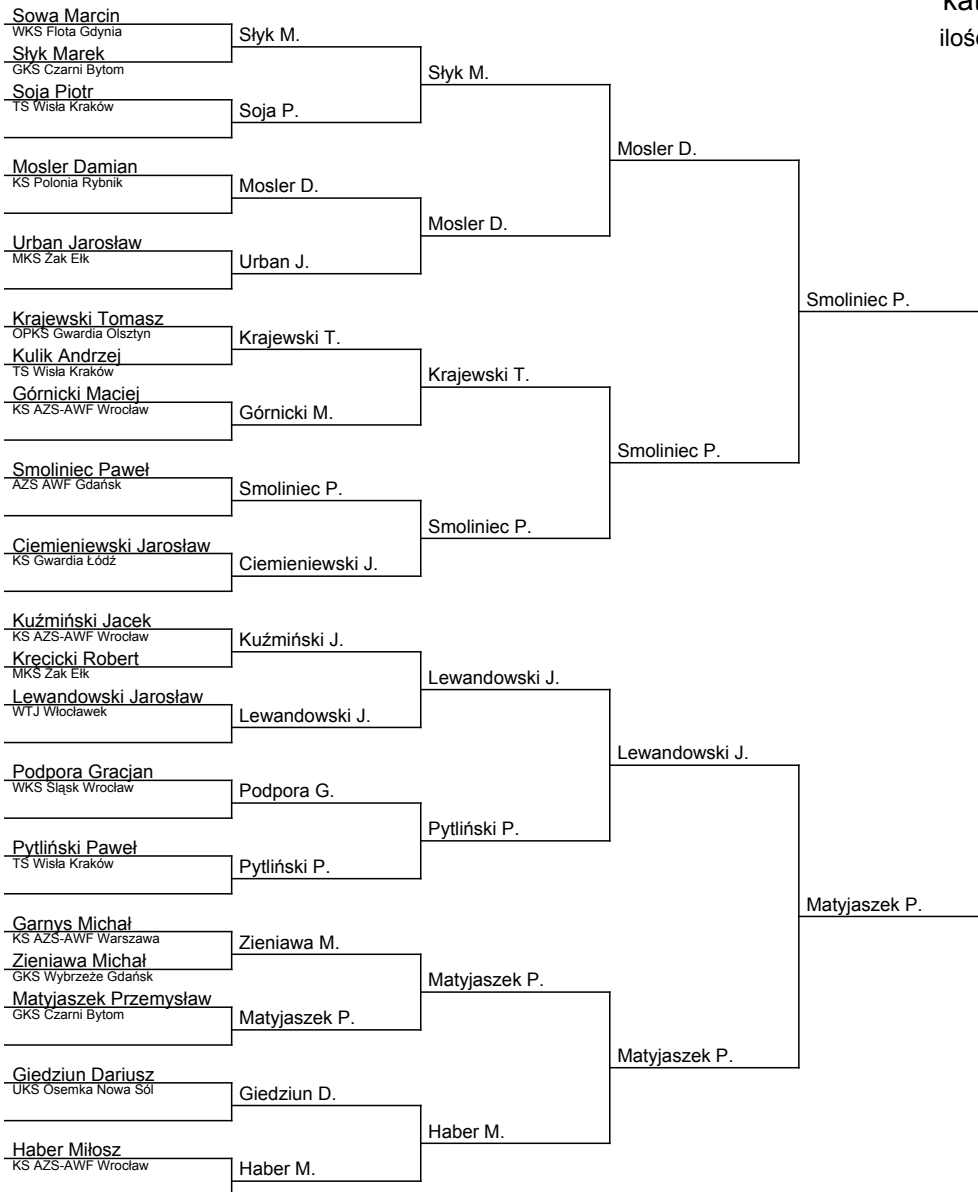 kat
ilość
Sowa Marcin
WKS Flota Gdynia
Słyk M.
Słyk Marek
GKS Czarni Bytom
Słyk M.
Soja Piotr
TS Wisła Kraków
Soja P.
Mosler D.
Mosler Damian
KS Polonia Rybnik
Mosler D.
Mosler D.
Urban Jarosław
MKS Żak Ełk
Urban J.
Smoliniec P.
Krajewski Tomasz
OPKS Gwardia Olsztyn
Krajewski T.
Kulik Andrzej
TS Wisła Kraków
Krajewski T.
Górnicki Maciej
KS AZS-AWF Wrocław
Górnicki M.
Smoliniec P.
Smoliniec Paweł
AZS AWF Gdańsk
Smoliniec P.
Smoliniec P.
Ciemieniewski Jarosław
KS Gwardia Łódź
Ciemieniewski J.
Kuźmiński Jacek
KS AZS-AWF Wrocław
Kuźmiński J.
Kręcicki Robert
MKS Żak Ełk
Lewandowski J.
Lewandowski Jarosław
WTJ Włocławek
Lewandowski J.
Lewandowski J.
Podpora Gracjan
WKS Śląsk Wrocław
Podpora G.
Pytliński P.
Pytliński Paweł
TS Wisła Kraków
Pytliński P.
Matyjaszek P.
Garnys Michał
KS AZS-AWF Warszawa
Zieniawa M.
Zieniawa Michał
GKS Wybrzeże Gdańsk
Matyjaszek P.
Matyjaszek Przemysław
GKS Czarni Bytom
Matyjaszek P.
Matyjaszek P.
Giedziun Dariusz
UKS Ósemka Nowa Sól
Giedziun D.
Haber M.
Haber Miłosz
KS AZS-AWF Wrocław
Haber M.